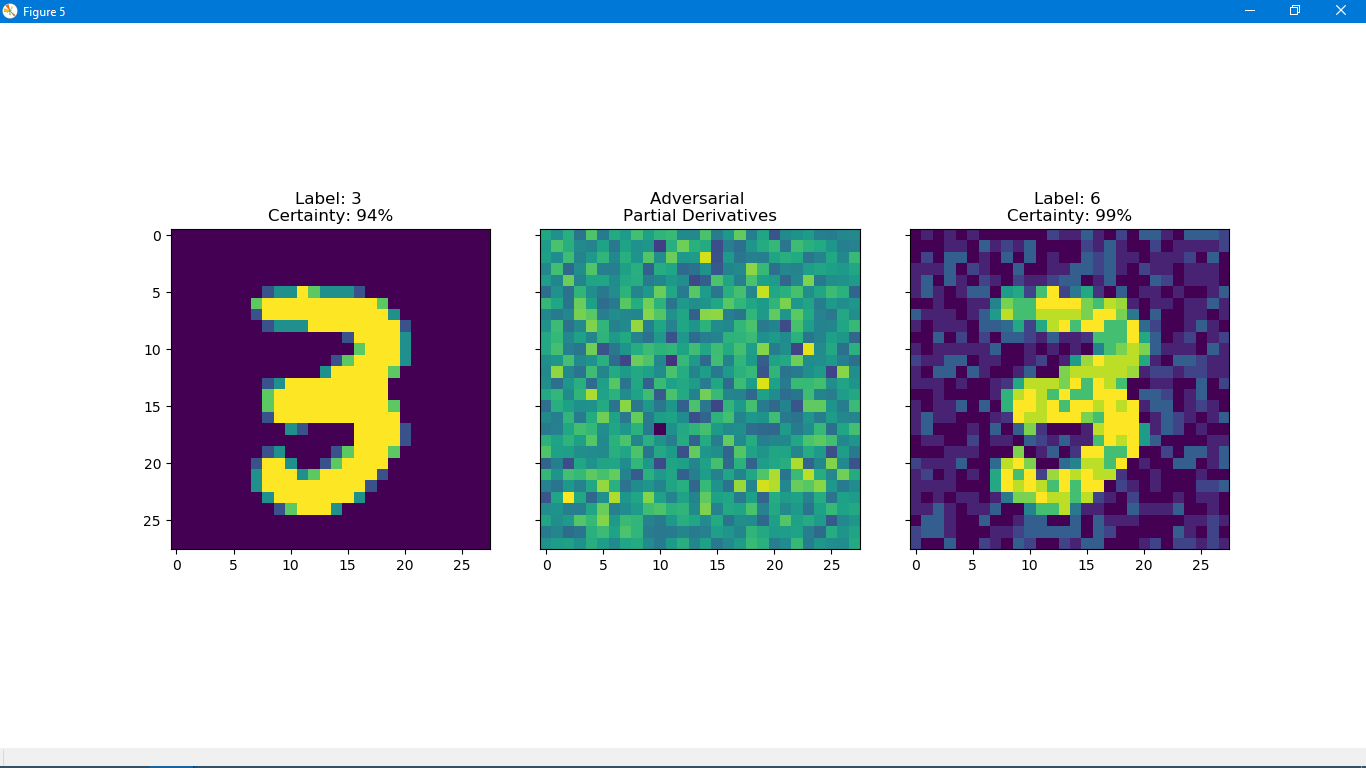 Figure 5
Label: 3
Certainty: 94%
Adversarial
Partial Derivatives
Label: 6
Certainty: 99%
0
5
10
15
20
25
0 5 10 15 20 25
0 5 10 15 20 25
0 5 10 15 20 25